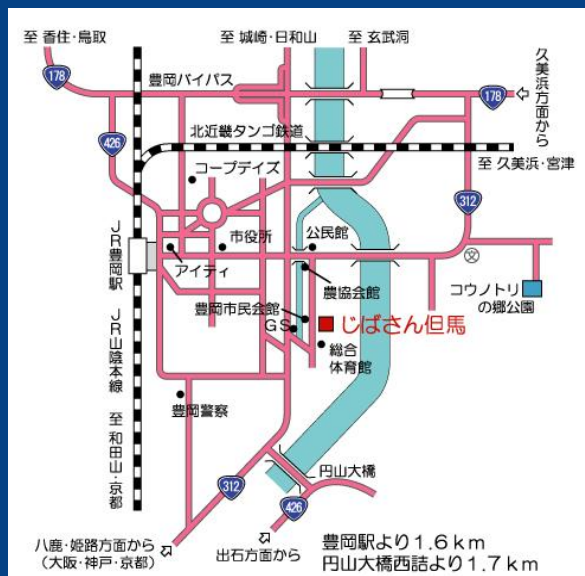 至 香住・鳥取
至 城崎・日和山
至 玄武洞
178
豊岡バイパス
178
久美浜方面から
426
北近畿タンゴ鉄道
至 久美浜・宮津
コープデイズ
312
市役所
公民館
JR豊岡駅
アイティ
文
農協会館
コウノトリ
の郷公園
豊岡市民会館
GS
じばさん但馬
総合
体育館
JR山陰本線
至 和田山・京都
豊岡警察
312
円山大橋
426
八鹿・姫路方面から
(大阪・神戸・京都)
出石方面から
豊岡駅より1.6km
円山大橋西詰より1.7km